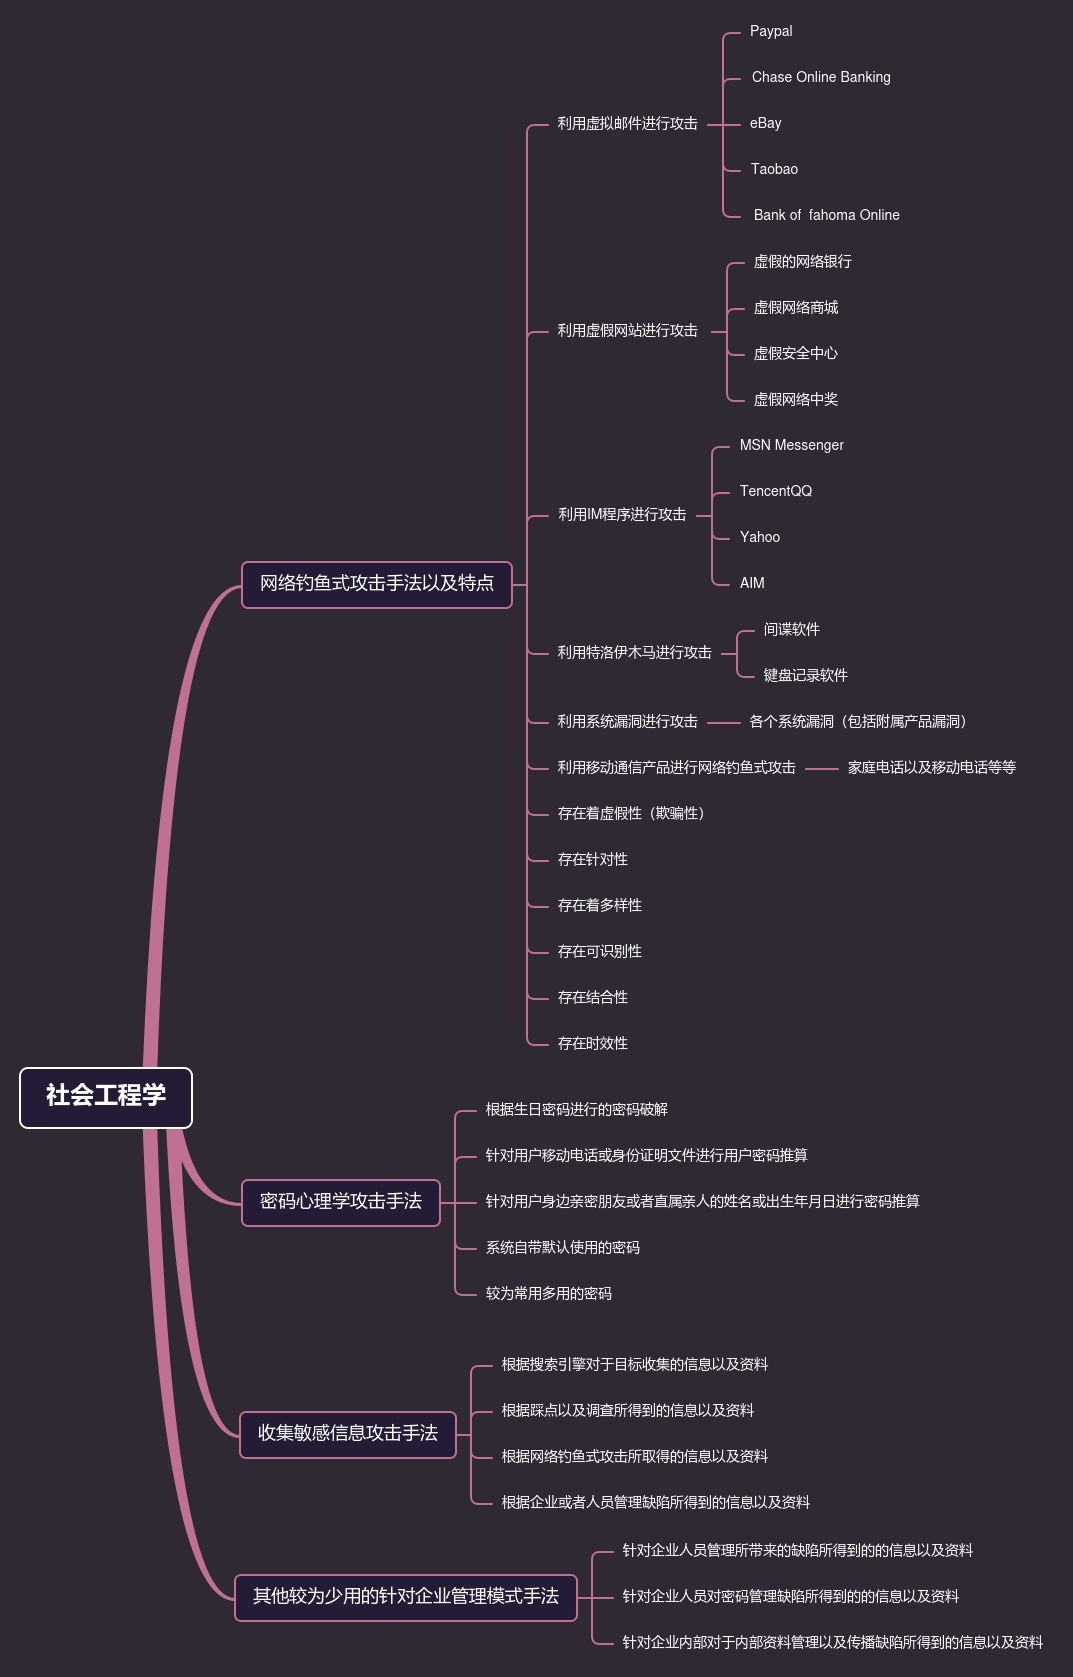 社会工程学
网络钓鱼式攻击手法以及特点
利用虚拟邮件进行攻击
Paypal
Chase Online Banking
eBay
Taobao
Bank of  fahoma Online
利用虚假网站进行攻击
虚假的网络银行
虚假网络商城
虚假安全中心
虚假网络中奖
利用IM程序进行攻击
MSN Messenger
TencentQQ
Yahoo
AIM
利用特洛伊木马进行攻击
间谍软件
键盘记录软件
利用系统漏洞进行攻击
各个系统漏洞（包括附属产品漏洞）
利用移动通信产品进行网络钓鱼式攻击
家庭电话以及移动电话等等
存在着虚假性（欺骗性）
存在针对性
存在着多样性
存在可识别性
存在结合性
存在时效性
密码心理学攻击手法
根据生日密码进行的密码破解
针对用户移动电话或身份证明文件进行用户密码推算
针对用户身边亲密朋友或者直属亲人的姓名或出生年月日进行密码推算
系统自带默认使用的密码
较为常用多用的密码
收集敏感信息攻击手法
根据搜索引擎对于目标收集的信息以及资料
根据踩点以及调查所得到的信息以及资料
根据网络钓鱼式攻击所取得的信息以及资料
根据企业或者人员管理缺陷所得到的信息以及资料
其他较为少用的针对企业管理模式手法
针对企业人员管理所带来的缺陷所得到的的信息以及资料
针对企业人员对密码管理缺陷所得到的的信息以及资料
针对企业内部对于内部资料管理以及传播缺陷所得到的信息以及资料